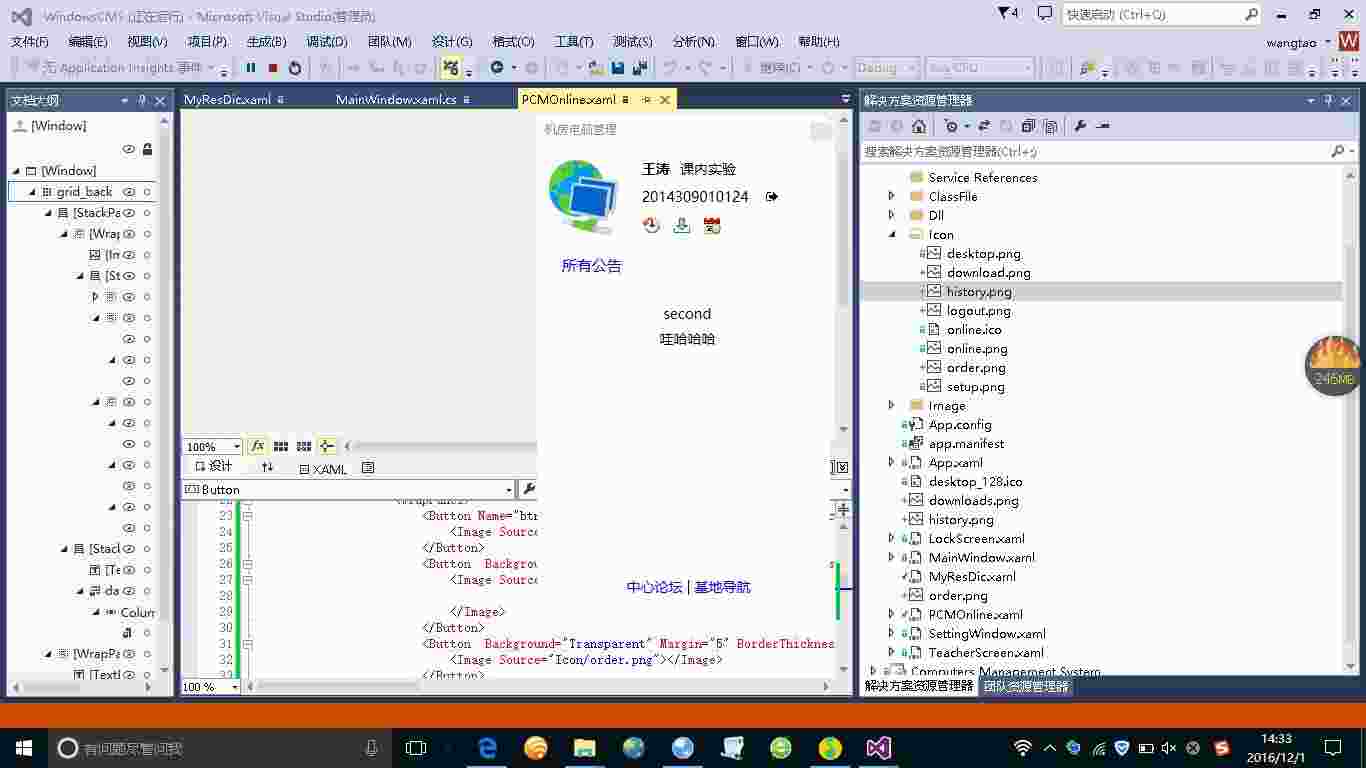 WindowsCMS (正在运行) - Microsoft Visual Studio(管理员)
4
快速启动 (Ctrl+Q)
文件(F) 编辑(E) 视图(V) 项目(P) 生成(B) 调试(D) 团队(M) 设计(G) 格式(O) 工具(T) 测试(S) 分析(N) 窗口(W) 帮助(H)
wangtao
W
无 Application Insights 事件
继续(C)
Debug
Any CPU
文档大纲
[Window]
[Window]
grid_back
[StackPa
[Wrap
[Im
[St
[Stacl
[Te
da
Colum
[WrapPa
[TextI
MyResDic.xaml
MainWindow.xaml.cs
PCMOnline.xaml
机房电脑管理
王涛 课内实验
2014309010124
所有公告
second
哇哈哈哈
中心论坛 | 基地导航
100%
fx
设计
XAML
Button
23 <Button Name="btn
24 <Image Sourc
25 </Button>
26 <Button Backgrou
27 <Image Sourc
28
29 </Image>
30 </Button>
31 <Button Background="Transparent" Margin="5" BorderThicknes
32 <Image Source="Icon/order.png"></Image>
</Button>
100 %
解决方案资源管理器
搜索解决方案资源管理器(Ctrl+;)
Service References
ClassFile
Dll
Icon
desktop.png
download.png
history.png
logout.png
online.ico
online.png
order.png
setup.png
Image
App.config
app.manifest
App.xaml
desktop_128.ico
downloads.png
history.png
LockScreen.xaml
MainWindow.xaml
MyResDic.xaml
order.png
PCMOnline.xaml
SettingWindow.xaml
TeacherScreen.xaml
Computers Management System
解决方案资源管理器 团队资源管理器
246MB
有问题尽管问我
14:33
2016/12/1